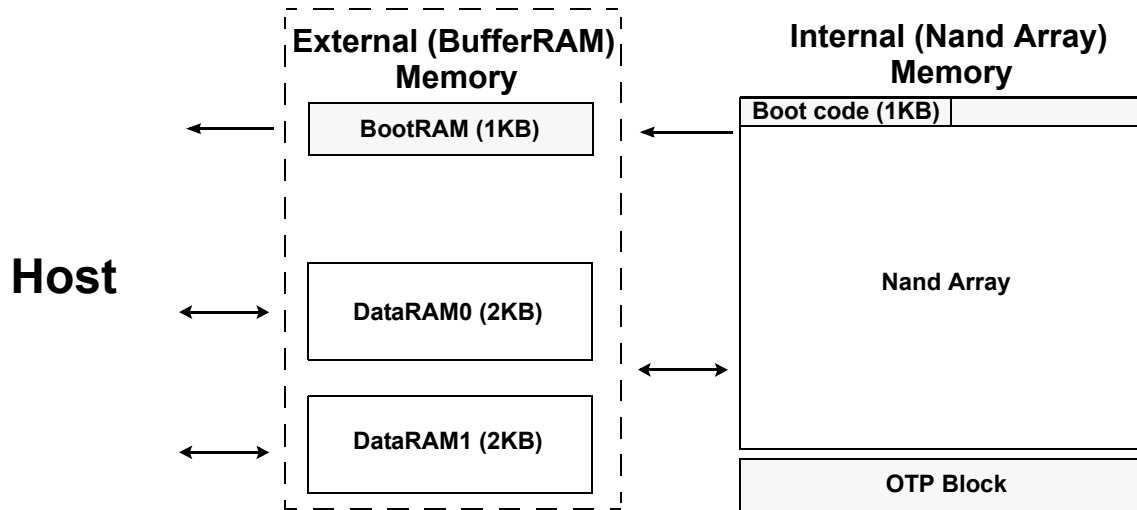 External (BufferRAM)
Memory
Internal (Nand Array)
Memory
BootRAM (1KB)
Boot code (1KB)
Host
DataRAM0 (2KB)
Nand Array
DataRAM1 (2KB)
OTP Block